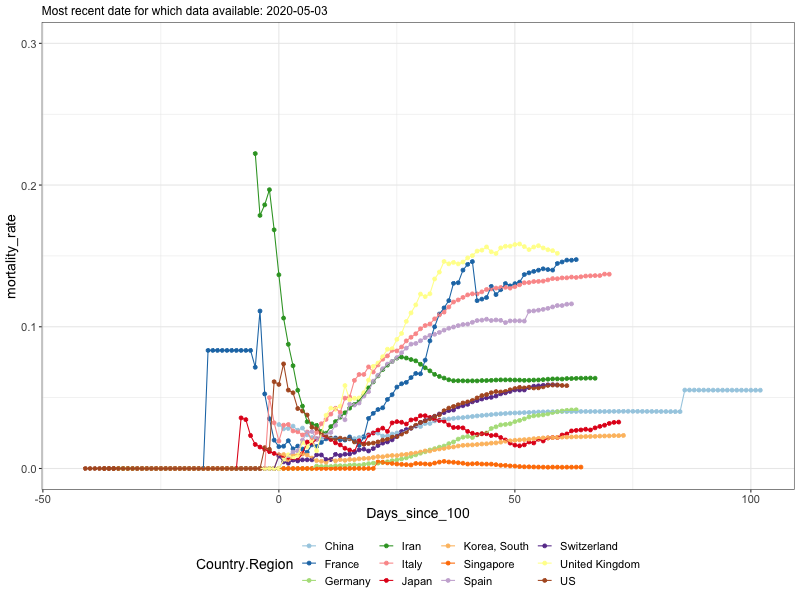 Most recent date for which data available: 2020-05-03
0.3
0.2
0.1
0.0
mortality_rate
-50
0
50
100
Days_since_100
Country.Region
China
Iran
Korea, South
Switzerland
France
Italy
Singapore
United Kingdom
Germany
Japan
Spain
US